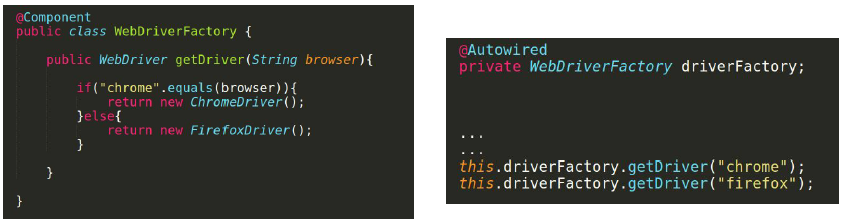 @Component
public class WebDriverFactory {
public WebDriver getDriver(String browser){
if("chrome".equals(browser)){
return new ChromeDriver();
}else{
return new FirefoxDriver();
}
}
}
@Autowired
private WebDriverFactory driverFactory;
...
...
this.driverFactory.getDriver("chrome");
this.driverFactory.getDriver("firefox");